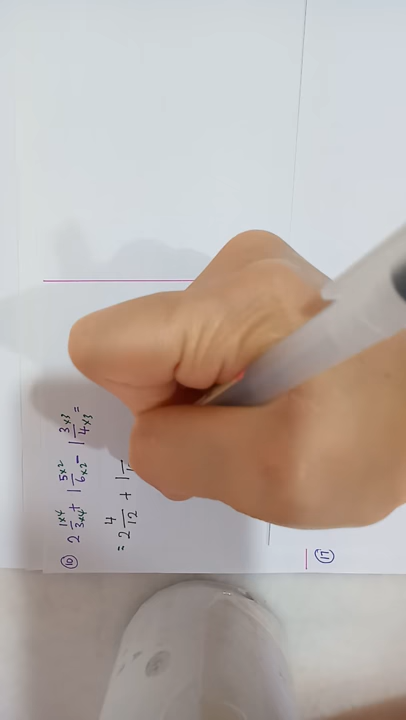 ⑩ 2 1×4/3×4 + 1 5×2/6×2 - 1 3×3/4×3 =
= 2 4/12 + 1
⑰